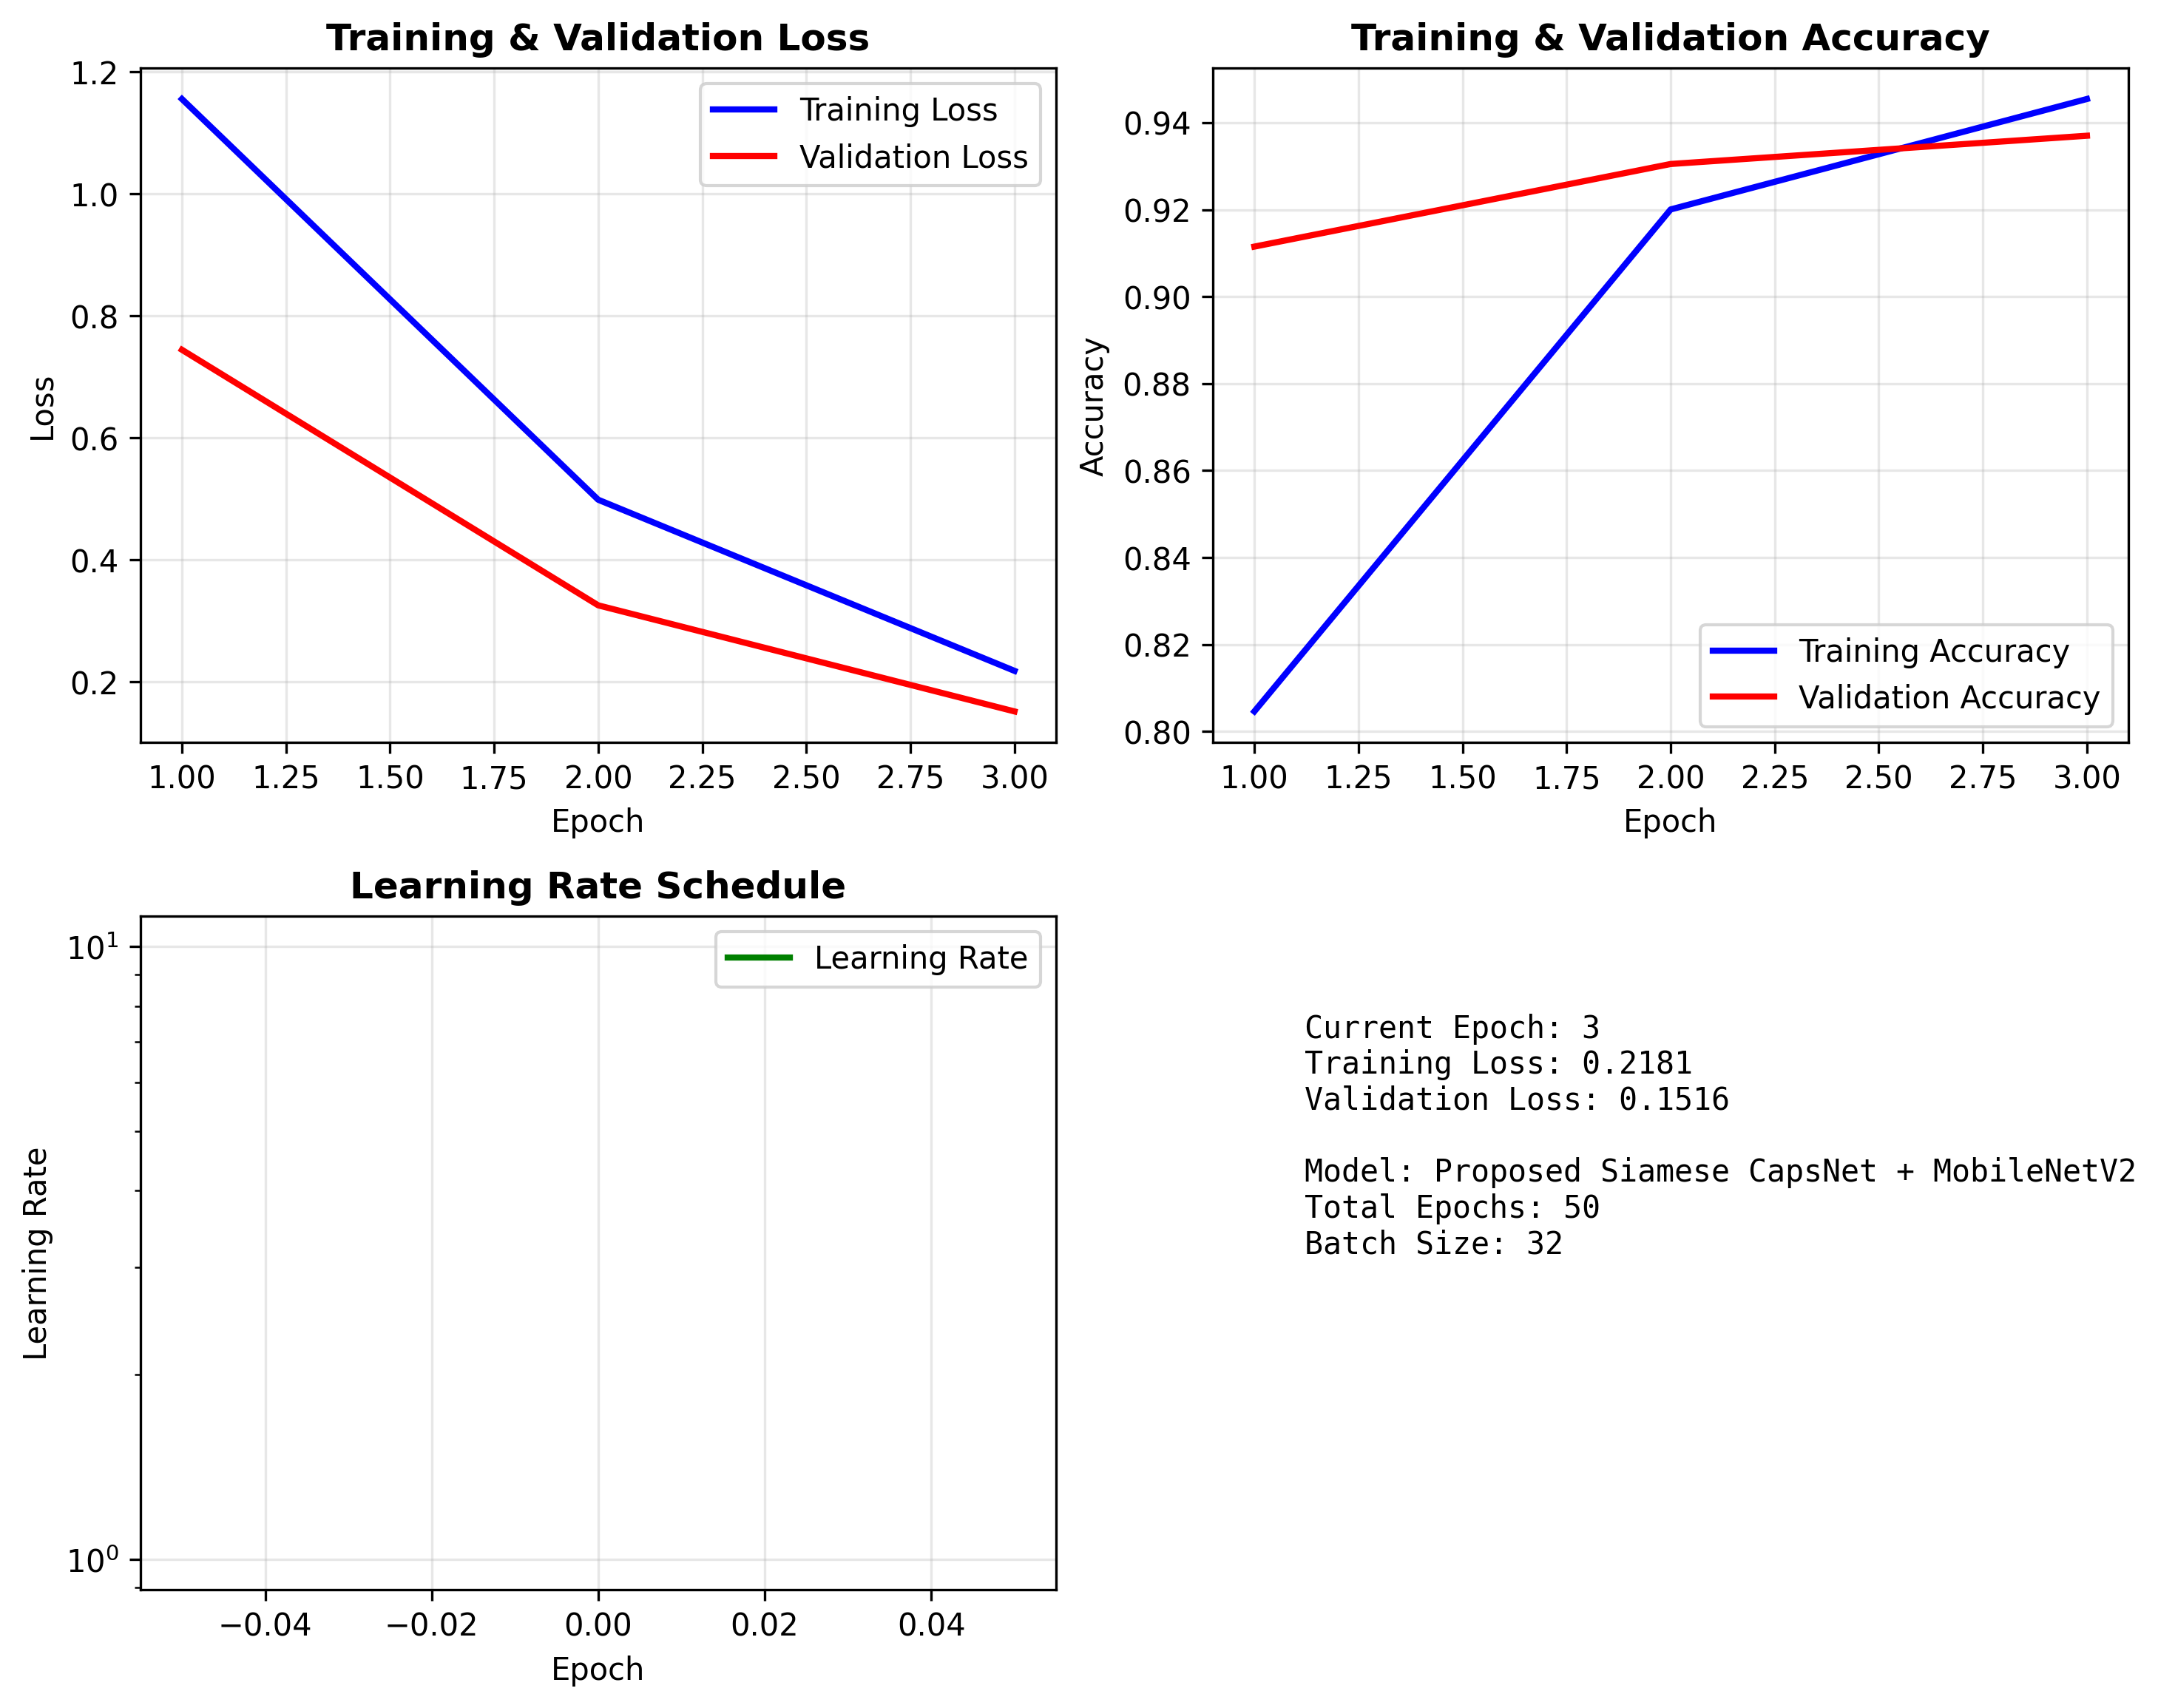 Training & Validation Loss
1.2
1.0
0.8
0.6
0.4
0.2
Loss
Training Loss
Validation Loss
1.00 1.25 1.50 1.75 2.00 2.25 2.50 2.75 3.00
Epoch
Training & Validation Accuracy
0.94
0.92
0.90
0.88
0.86
0.84
0.82
0.80
Accuracy
Training Accuracy
Validation Accuracy
1.00 1.25 1.50 1.75 2.00 2.25 2.50 2.75 3.00
Epoch
Learning Rate Schedule
10¹
10⁰
Learning Rate
Learning Rate
−0.04 −0.02 0.00 0.02 0.04
Epoch
Current Epoch: 3
Training Loss: 0.2181
Validation Loss: 0.1516
Model: Proposed Siamese CapsNet + MobileNetV2
Total Epochs: 50
Batch Size: 32